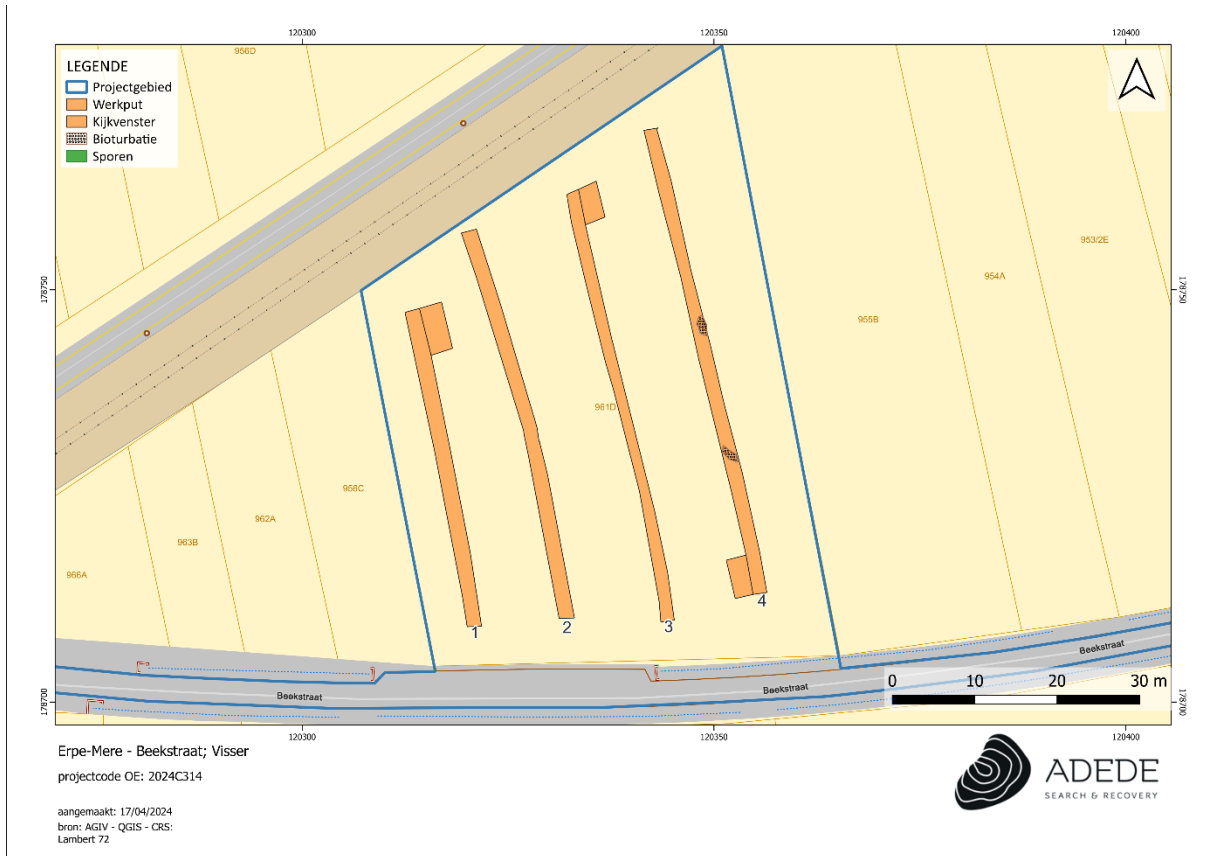 120300
120350
120400
LEGENDE
Projectgebied
Werkput
Kijkvenster
Bioturbatie
Sporen
956D
953/2E
954A
178750
178750
955B
961D
956C
962A
963B
966A
1
2
3
4
Beekstraat
Beekstraat
Beekstraat
0 10 20 30 m
178700
178700
120300
120350
120400
Erpe-Mere - Beekstraat; Visser
projectcode OE: 2024C314
aangemaakt: 17/04/2024
bron: AGIV - QGIS - CRS:
Lambert 72
ADEDE
SEARCH & RECOVERY